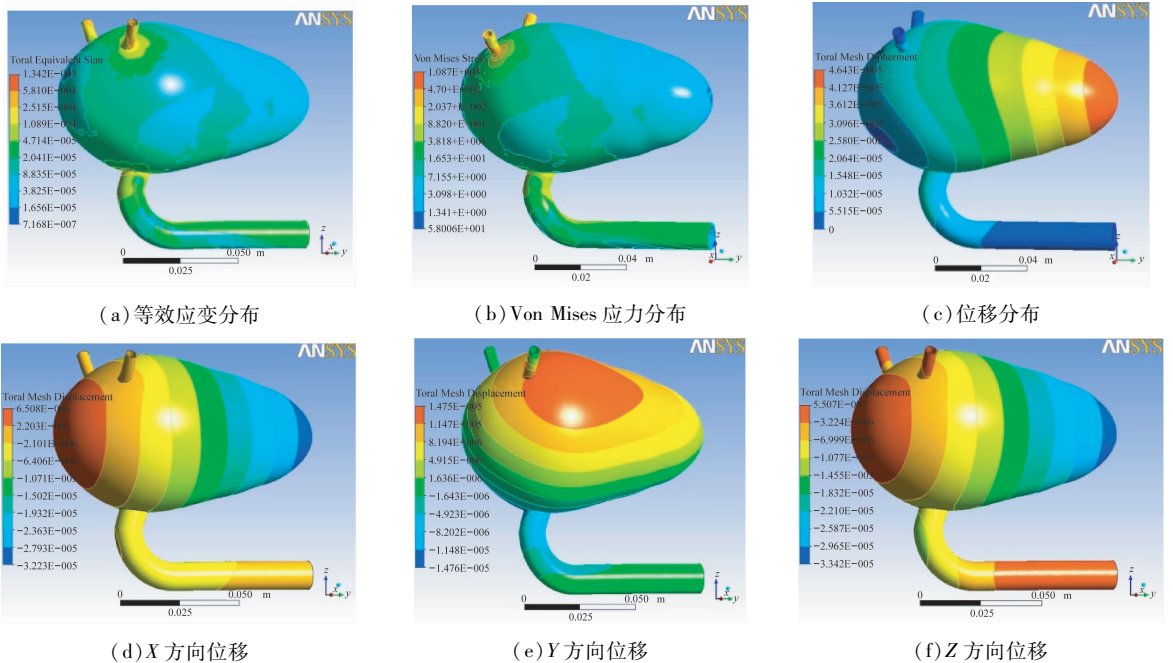 ANSYS
Toral Equivalent Sian
1.342E-003
5.810E-004
2.515E-004
1.089E-004
4.714E-005
2.041E-005
8.835E-005
3.825E-005
1.656E-005
7.168E-007
0
0.050
m
0.025
z
x
y
(a)等效应变分布
ANSYS
Von Mises Stress
4.70+E+002
2.037+E+002
8.820+E+001
3.818+E+001
1.653+E+001
7.155+E+000
3.098+E+000
1.341+E+000
5.8006E+001
0
0.04
m
0.02
z
x
y
(b)Von Mises 应力分布
ANSYS
4.643E-005
4.127E-005
3.612E-005
3.096E-005
2.580E-005
2.064E-005
1.548E-005
1.032E-005
5.515E-005
0
0
0.04
m
0.02
z
x
y
(c)位移分布
ANSYS
Toral Mesh Displacement
2.203E-006
-2.101E-006
-6.406E-006
-1.071E-005
-1.502E-005
-1.932E-005
-2.363E-005
-2.793E-005
-3.223E-005
0
0.050
m
0.025
z
x
y
(d)X 方向位移
ANSYS
Toral Mesh Displacement
1.475E-005
1.147E-005
8.194E-006
4.915E-006
1.636E-006
-1.643E-006
-4.923E-006
-8.202E-006
-1.148E-005
-1.476E-005
0
0.050
m
0.025
z
x
y
(e)Y 方向位移
ANSYS
Toral Mesh Displacement
-3.224E-006
-6.999E-006
-1.077E-005
-1.455E-005
-1.832E-005
-2.210E-005
-2.587E-005
-2.965E-005
-3.342E-005
0
0.050
m
0.025
z
x
y
(f)Z 方向位移